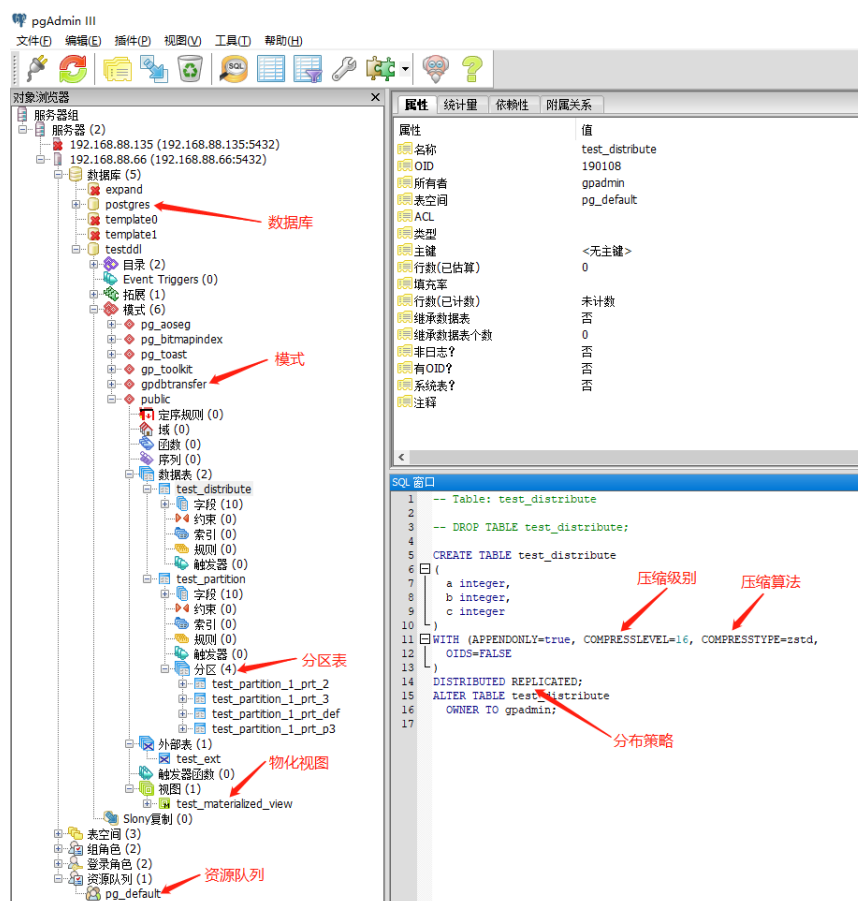 pgAdmin III
文件(F) 编辑(E) 插件(P) 视图(V) 工具(T) 帮助(H)
SQL
对象浏览器
服务器组
服务器 (2)
192.168.88.135 (192.168.88.135:5432)
192.168.88.66 (192.168.88.66:5432)
数据库 (5)
expand
postgres
数据库
template0
template1
testddl
目录 (2)
Event Triggers (0)
拓展 (1)
模式 (6)
pg_aoseg
pg_bitmapindex
pg_toast
模式
gp_toolkit
gpdbtransfer
public
定序规则 (0)
域 (0)
函数 (0)
序列 (0)
数据表 (2)
test_distribute
字段 (10)
约束 (0)
索引 (0)
规则 (0)
触发器 (0)
test_partition
字段 (10)
约束 (0)
索引 (0)
规则 (0)
触发器 (0)
分区表
分区 (4)
test_partition_1_prt_2
test_partition_1_prt_3
test_partition_1_prt_def
test_partition_1_prt_p3
外部表 (1)
test_ext
物化视图
触发器函数 (0)
视图 (1)
test_materialized_view
Slony复制 (0)
表空间 (3)
组角色 (2)
登录角色 (2)
资源队列 (1)
资源队列
pg_default
属性 统计量 依赖性 附属关系
属性 值
名称 test_distribute
OID 190108
所有者 gpadmin
表空间 pg_default
ACL
类型
主键 <无主键>
行数(已估算) 0
填充率
行数(已计数) 未计数
继承数据表 否
继承数据表个数 0
非日志? 否
有OID? 否
系统表? 否
注释
SQL 窗口
1 -- Table: test_distribute
2
3 -- DROP TABLE test_distribute;
4
5 CREATE TABLE test_distribute
6 (
7 a integer,
压缩级别 压缩算法
8 b integer,
9 c integer
10 )
11 WITH (APPENDONLY=true, COMPRESSLEVEL=16, COMPRESSTYPE=zstd,
12 OIDS=FALSE
13 )
14 DISTRIBUTED REPLICATED;
15 ALTER TABLE test_distribute
16 OWNER TO gpadmin;
17
分布策略